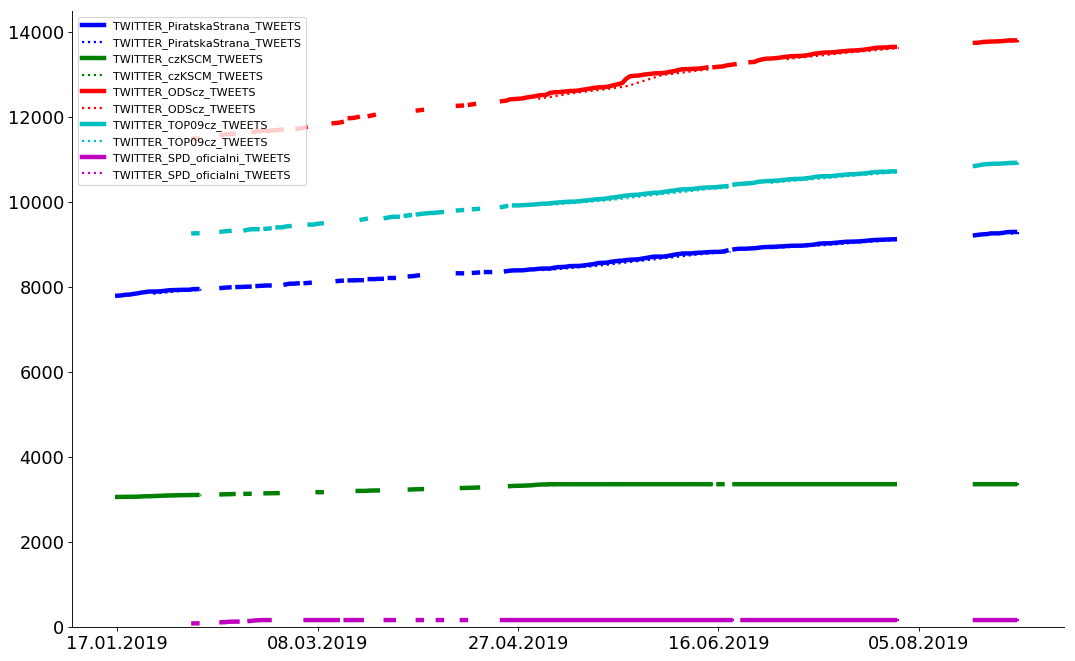 14000
12000
10000
8000
6000
4000
2000
0
TWITTER_PiratskaStrana_TWEETS
TWITTER_PiratskaStrana_TWEETS
TWITTER_czKSCM_TWEETS
TWITTER_czKSCM_TWEETS
TWITTER_ODScz_TWEETS
TWITTER_ODScz_TWEETS
TWITTER_TOP09cz_TWEETS
TWITTER_TOP09cz_TWEETS
TWITTER_SPD_oficialni_TWEETS
TWITTER_SPD_oficialni_TWEETS
17.01.2019 08.03.2019 27.04.2019 16.06.2019 05.08.2019